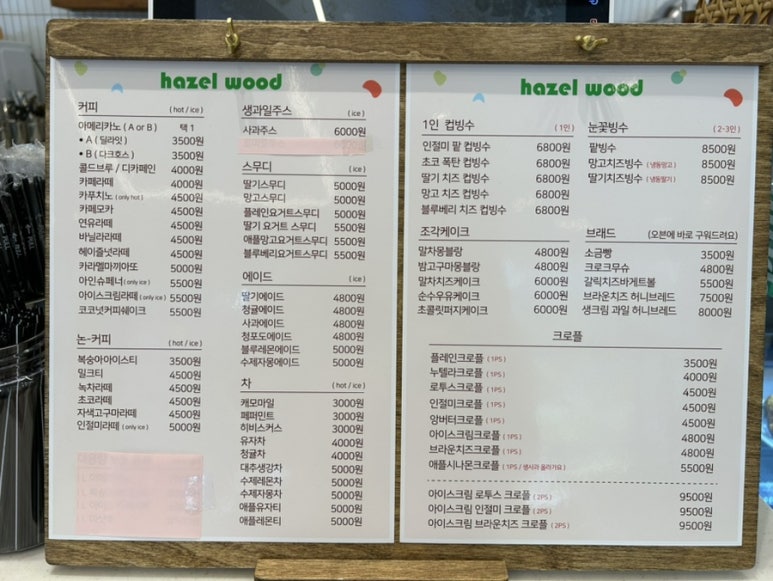 hazel wood
커피 (hot / ice)
아메리카노 ( A or B ) 택 1
• A ( 딜라잇 ) 3500원
• B ( 다크호스 ) 3500원
콜드브루 / 디카페인 4000원
카페라떼 4000원
카푸치노 ( only hot ) 4500원
카페모카 4500원
연유라떼 4500원
바닐라라떼 4500원
헤이즐넛라떼 4500원
카라멜마끼아또 5000원
아인슈페너 ( only ice ) 5500원
아이스크림라떼 ( only ice ) 5500원
코코넛커피쉐이크 5500원
논-커피 ( hot / ice )
복숭아아이스티 3500원
밀크티 4500원
녹차라떼 4500원
초코라떼 4500원
자색고구마라떼 4500원
인절미라떼 ( only ice ) 5000원
생과일주스 ( ice )
사과주스 6000원
스무디 ( ice )
딸기스무디 5000원
망고스무디 5000원
플레인요거트스무디 5000원
딸기 요거트 스무디 5500원
애플망고요거트스무디 5500원
블루베리요거트스무디 5500원
에이드 ( ice )
딸기에이드 4800원
청귤에이드 4800원
사과에이드 4800원
청포도에이드 4800원
블루레몬에이드 5000원
수제자몽에이드 5000원
차 ( hot / ice )
캐모마일 3000원
페퍼민트 3000원
히비스커스 3000원
유자차 4000원
청귤차 4000원
대추생강차 5000원
수제레몬차 5000원
수제자몽차 5000원
애플유자티 5000원
애플레몬티 5000원
hazel wood
1인 컵빙수 ( 1인 )
인절미 팥 컵빙수 6800원
초코 폭탄 컵빙수 6800원
딸기 치즈 컵빙수 6800원
망고 치즈 컵빙수 6800원
블루베리 치즈 컵빙수 6800원
눈꽃빙수 ( 2-3인 )
팥빙수 8500원
망고치즈빙수 ( 냉동망고 ) 8500원
딸기치즈빙수 ( 냉동딸기 ) 8500원
조각케이크
말차몽블랑 4800원
밤고구마몽블랑 4800원
말차치즈케이크 6000원
순수우유케이크 6000원
초콜릿퍼지케이크 6000원
브래드 (오븐에 바로 구워드려요)
소금빵 3500원
크로크무슈 4800원
갈릭치즈바게트볼 5500원
브라운치즈 허니브레드 7500원
생크림 과일 허니브레드 8000원
크로플
플레인크로플 ( 1PS ) 3500원
누텔라크로플 ( 1PS ) 4000원
로투스크로플 ( 1PS ) 4500원
인절미크로플 ( 1PS ) 4500원
앙버터크로플 ( 1PS ) 4500원
아이스크림크로플 ( 1PS ) 4800원
브라운치즈크로플 ( 1PS ) 4800원
애플시나몬크로플 ( 1PS / 생사과 올라가요 ) 5500원
아이스크림 로투스 크로플 ( 2PS ) 9500원
아이스크림 인절미 크로플 ( 2PS ) 9500원
아이스크림 브라운치즈 크로플 ( 2PS ) 9500원